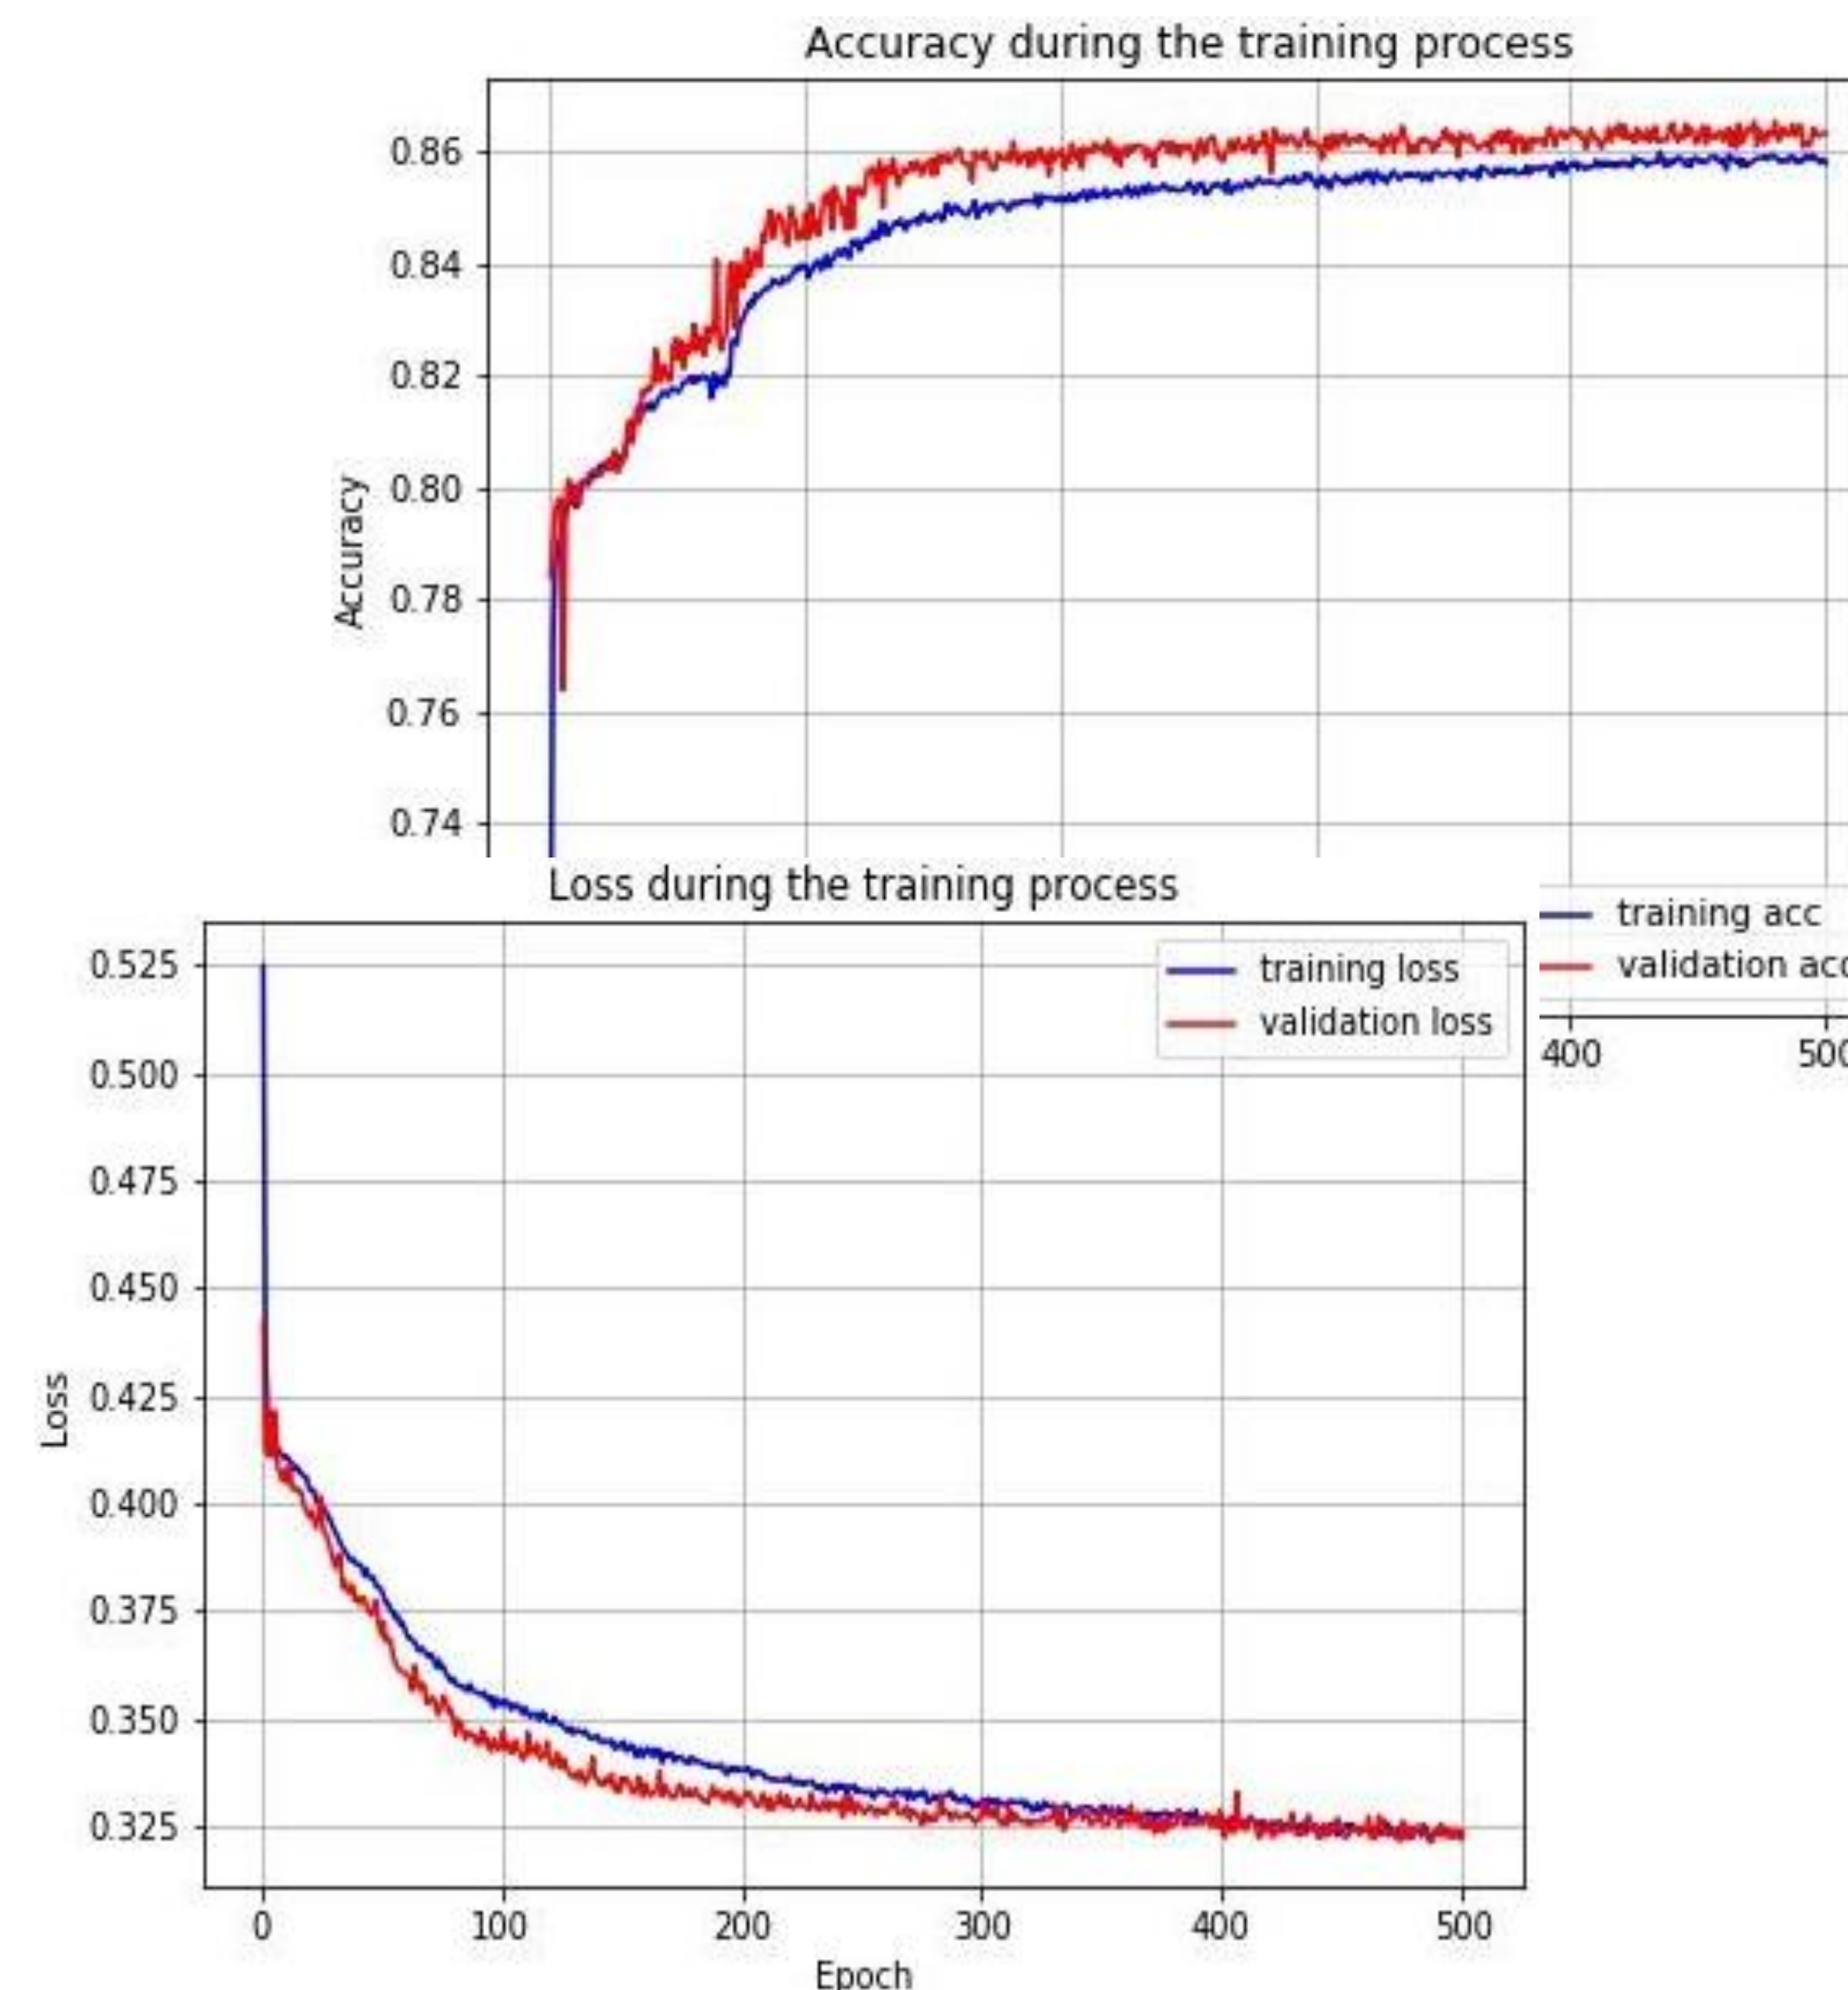 Accuracy during the training process
0.86
0.84
0.82
0.80
0.78
0.76
0.74
Accuracy
training acc
validation acc
400
500
Loss during the training process
0.525
0.500
0.475
0.450
0.425
0.400
0.375
0.350
0.325
Loss
training loss
validation loss
0 100 200 300 400 500
Epoch